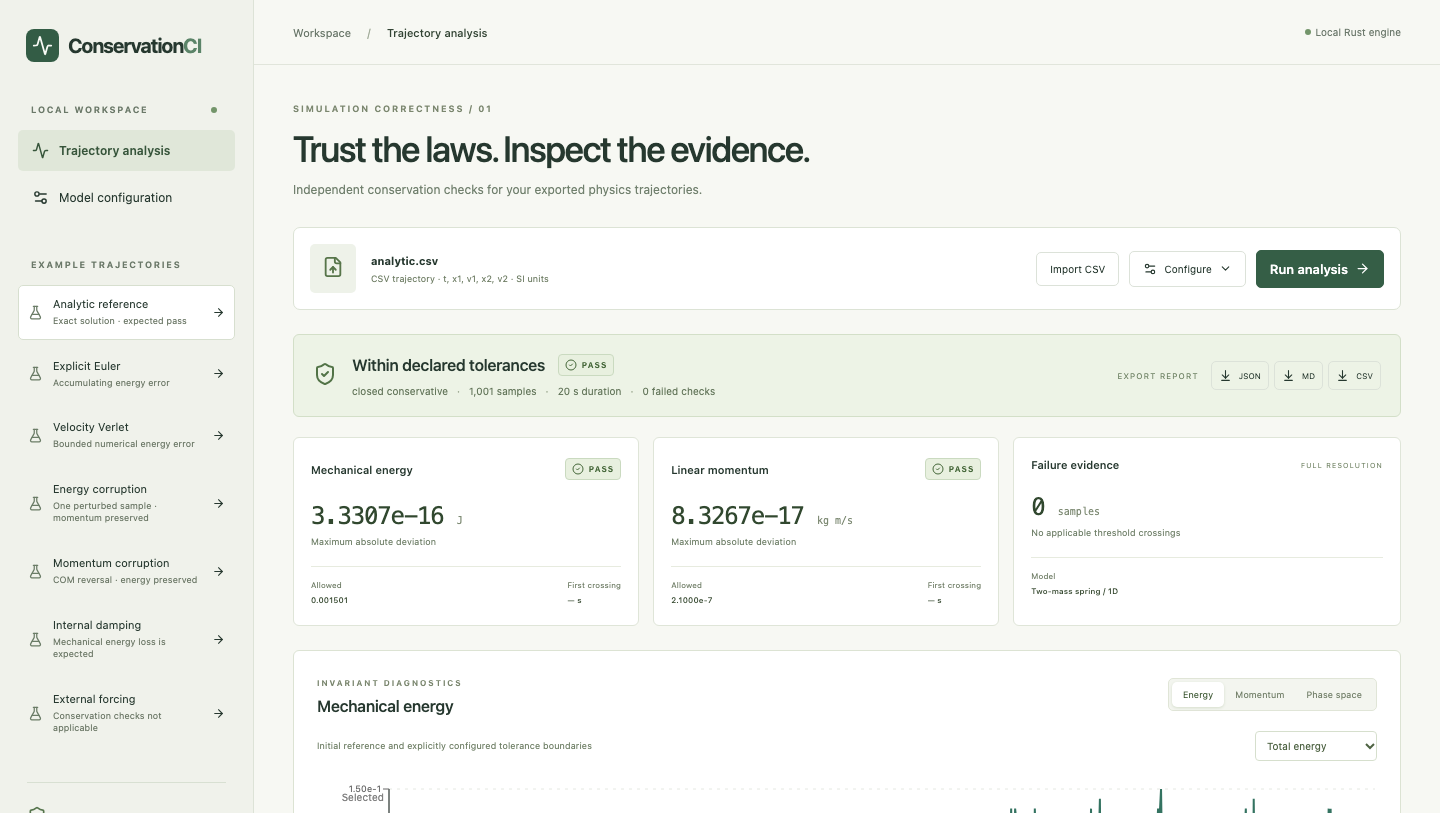 ConservationCI
LOCAL WORKSPACE
Trajectory analysis
Model configuration
EXAMPLE TRAJECTORIES
Analytic reference
Exact solution · expected pass
Explicit Euler
Accumulating energy error
Velocity Verlet
Bounded numerical energy error
Energy corruption
One perturbed sample ·
momentum preserved
Momentum corruption
COM reversal · energy preserved
Internal damping
Mechanical energy loss is
expected
External forcing
Conservation checks not
applicable
Workspace / Trajectory analysis
Local Rust engine
SIMULATION CORRECTNESS / 01
Trust the laws. Inspect the evidence.
Independent conservation checks for your exported physics trajectories.
analytic.csv
CSV trajectory · t, x1, v1, x2, v2 · SI units
Import CSV
Configure
Run analysis
Within declared tolerances
PASS
closed conservative · 1,001 samples · 20 s duration · 0 failed checks
EXPORT REPORT
JSON
MD
CSV
Mechanical energy
PASS
3.3307e−16 J
Maximum absolute deviation
Allowed
0.001501
First crossing
— s
Linear momentum
PASS
8.3267e−17 kg m/s
Maximum absolute deviation
Allowed
2.1000e-7
First crossing
— s
Failure evidence
FULL RESOLUTION
0 samples
No applicable threshold crossings
Model
Two-mass spring / 1D
INVARIANT DIAGNOSTICS
Mechanical energy
Energy
Momentum
Phase space
Initial reference and explicitly configured tolerance boundaries
Total energy
1.50e-1
Selected